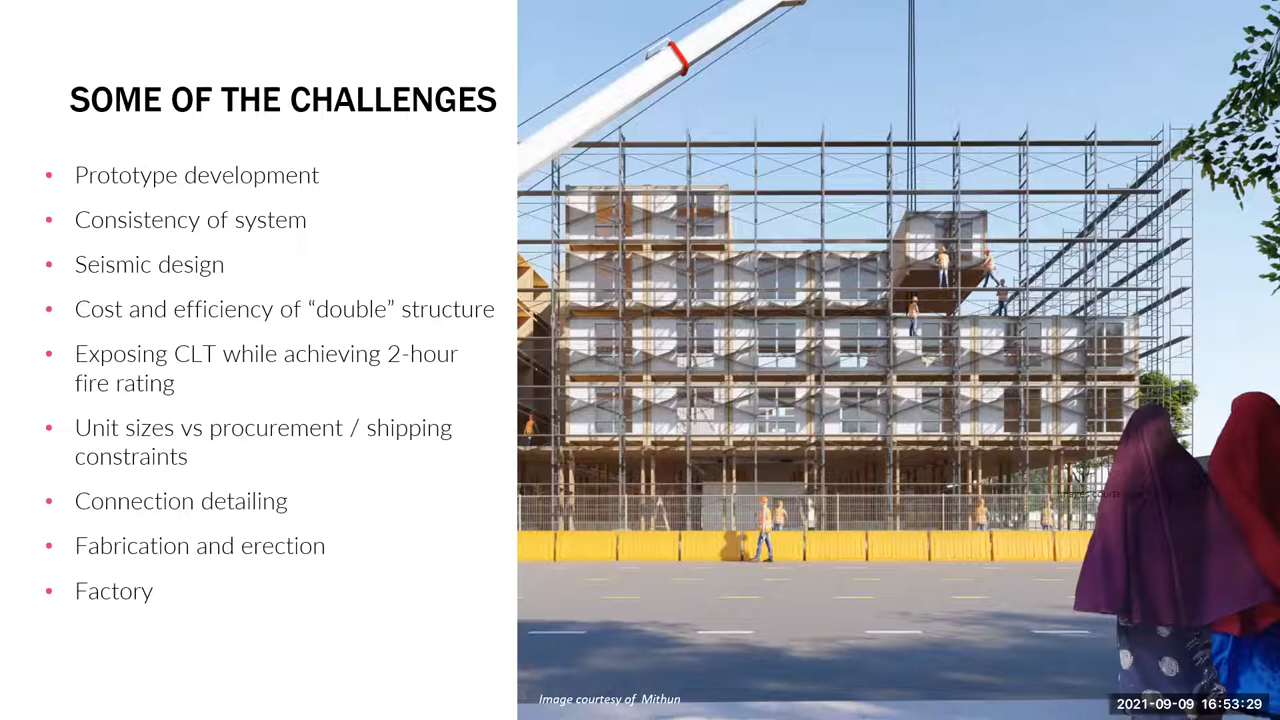 SOME OF THE CHALLENGES
• Prototype development
• Consistency of system
• Seismic design
• Cost and efficiency of “double” structure
• Exposing CLT while achieving 2-hour
fire rating
• Unit sizes vs procurement / shipping
constraints
• Connection detailing
• Fabrication and erection
• Factory
Image courtesy of Mithun
2021-09-09 16:53:29